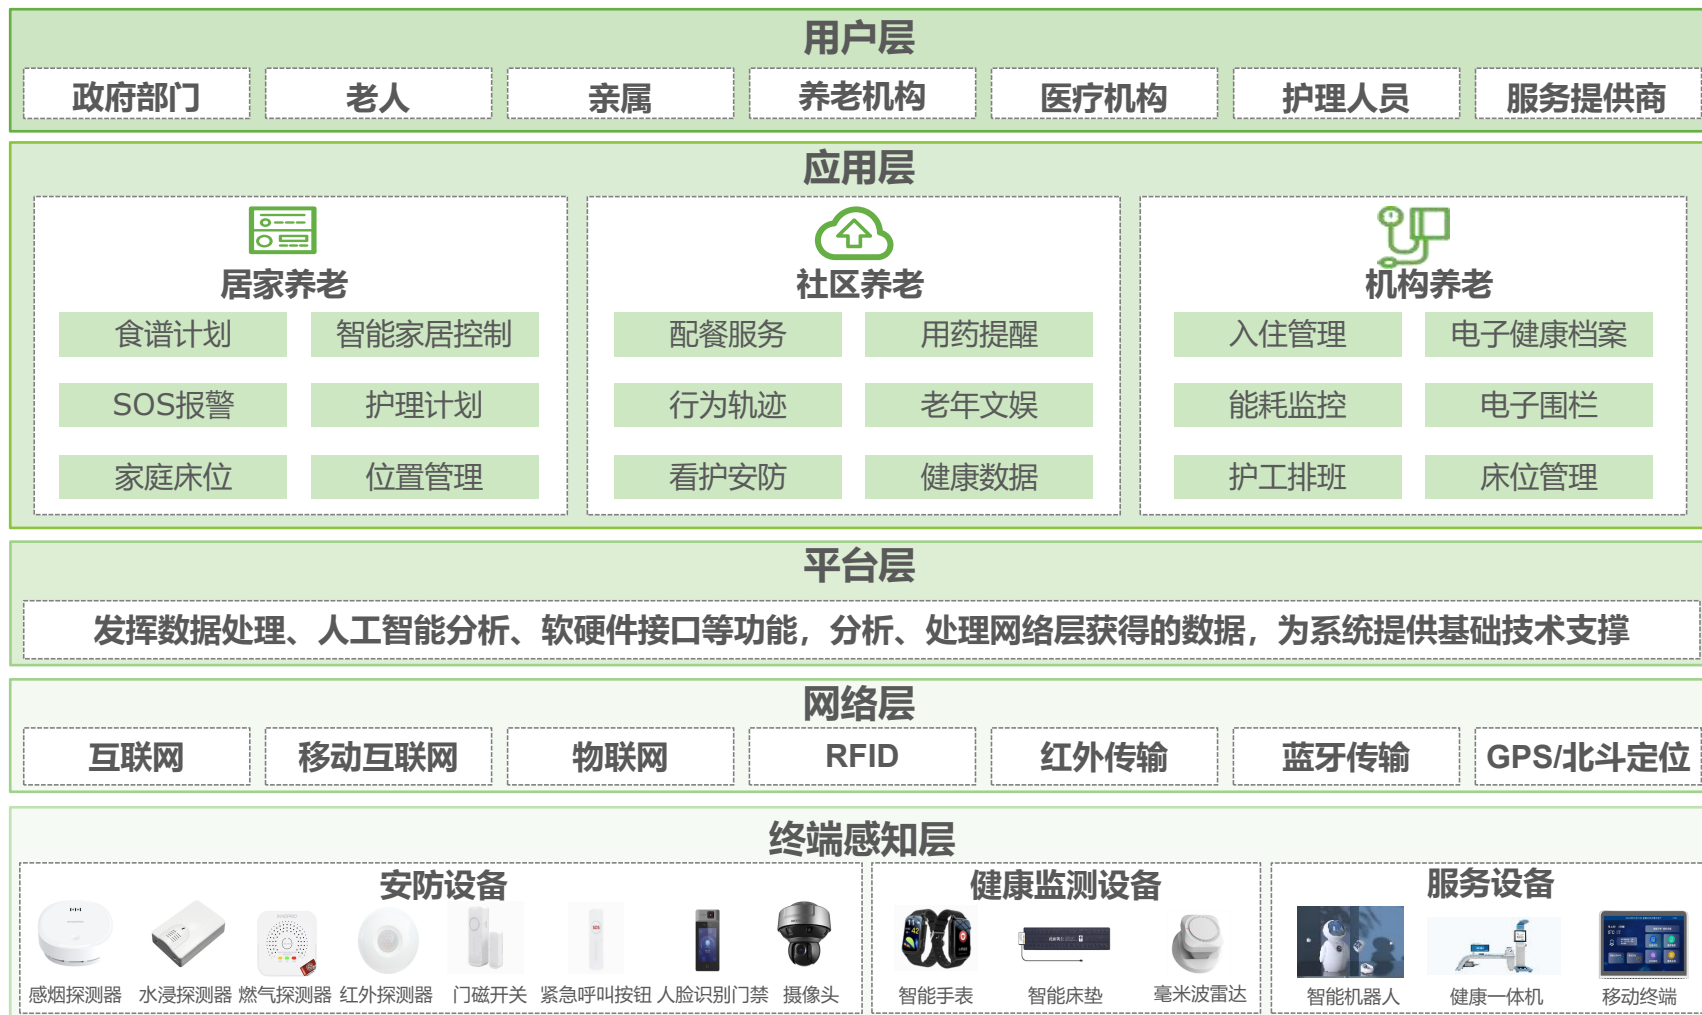 用户层
政府部门
老人
亲属
养老机构
医疗机构
护理人员
服务提供商
应用层
居家养老
食谱计划
智能家居控制
SOS报警
护理计划
家庭床位
位置管理
社区养老
配餐服务
用药提醒
行为轨迹
老年文娱
看护安防
健康数据
机构养老
入住管理
电子健康档案
能耗监控
电子围栏
护工排班
床位管理
平台层
发挥数据处理、人工智能分析、软硬件接口等功能，分析、处理网络层获得的数据，为系统提供基础技术支撑
网络层
互联网
移动互联网
物联网
RFID
红外传输
蓝牙传输
GPS/北斗定位
终端感知层
安防设备
感烟探测器
水浸探测器
燃气探测器
红外探测器
门磁开关
紧急呼叫按钮
人脸识别门禁
摄像头
健康监测设备
智能手表
智能床垫
毫米波雷达
服务设备
智能机器人
健康一体机
移动终端